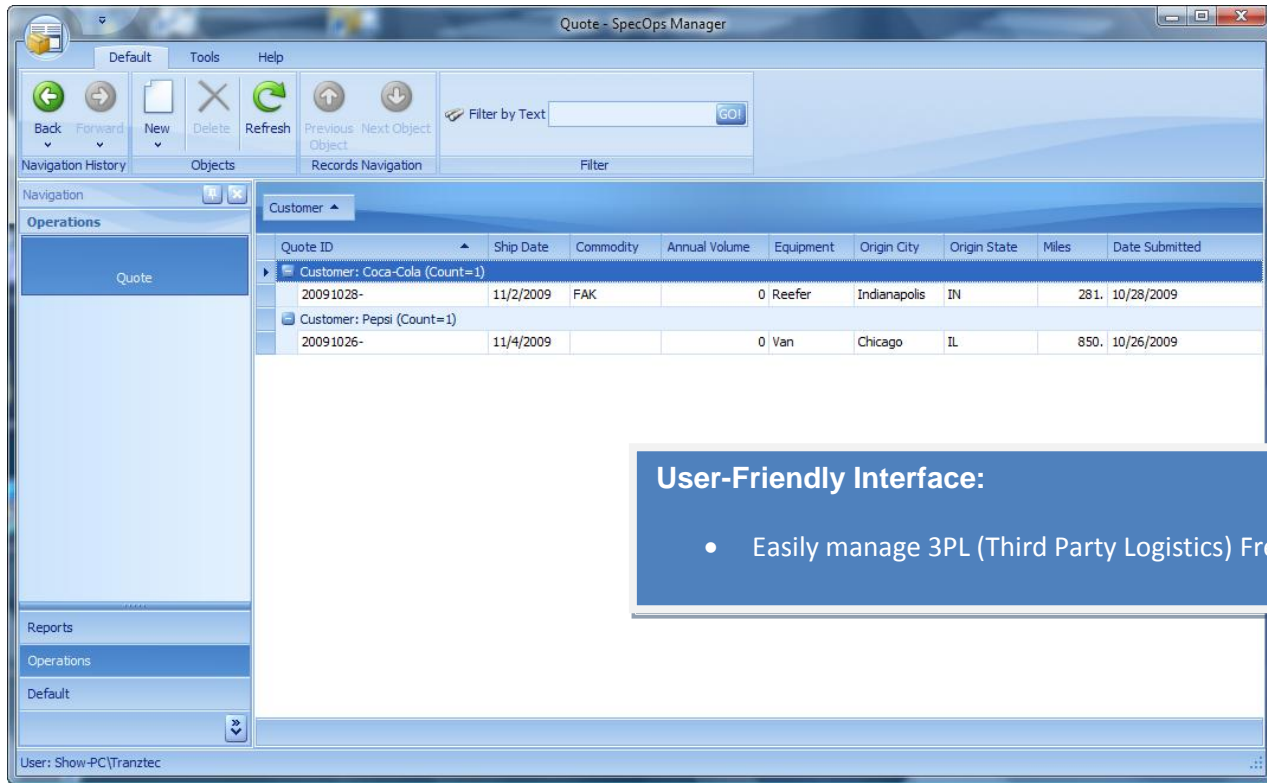 Quote - SpecOps Manager
Default Tools Help
Back Forward New Delete Refresh Previous Object Next Object Filter by Text GO!
Navigation History Objects Records Navigation Filter
Navigation
Operations
Quote
Customer
Quote ID Ship Date Commodity Annual Volume Equipment Origin City Origin State Miles Date Submitted
Customer: Coca-Cola (Count=1)
20091028- 11/2/2009 FAK 0 Reefer Indianapolis IN 281. 10/28/2009
Customer: Pepsi (Count=1)
20091026- 11/4/2009 0 Van Chicago IL 850. 10/26/2009
User-Friendly Interface:
• Easily manage 3PL (Third Party Logistics)
Reports
Operations
Default
User: Show-PC\Tranztec